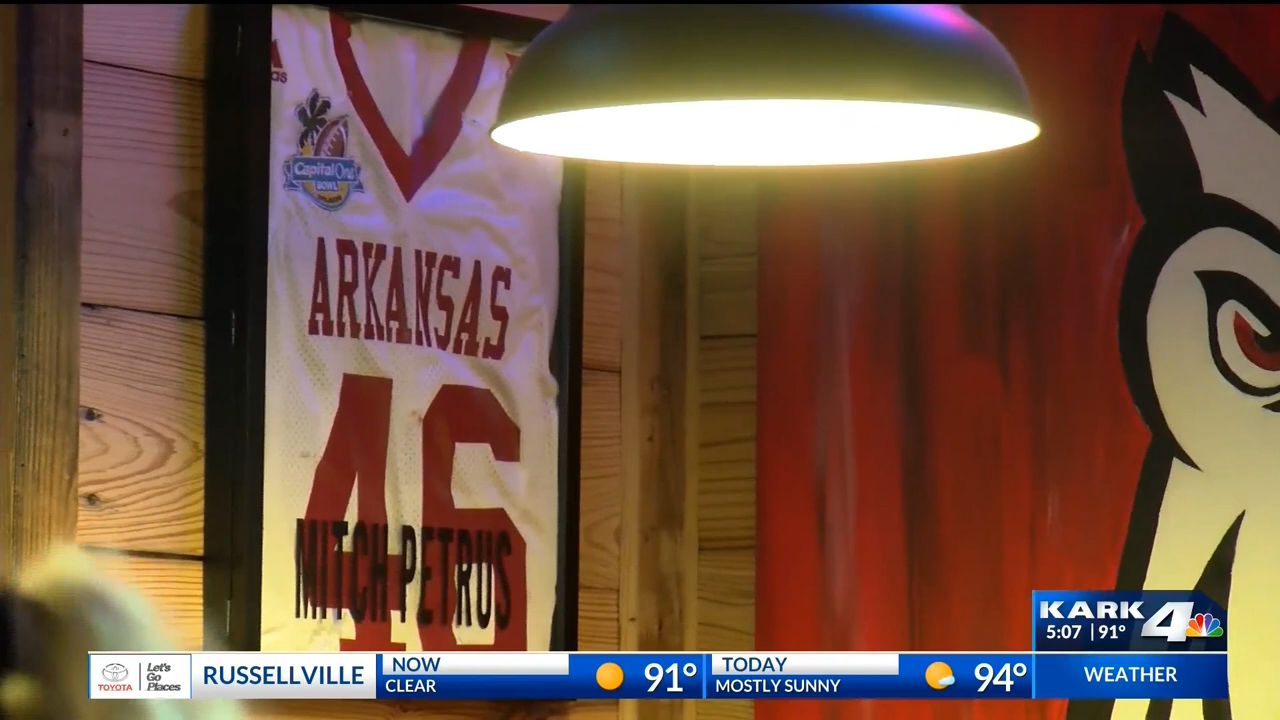 Capital One
BOWL
ARKANSAS
46
MITCH PETRUS
KARK 4
5:07 | 91°
TOYOTA
Let's
Go
Places
RUSSELLVILLE
NOW
CLEAR
91°
TODAY
MOSTLY SUNNY
94°
WEATHER